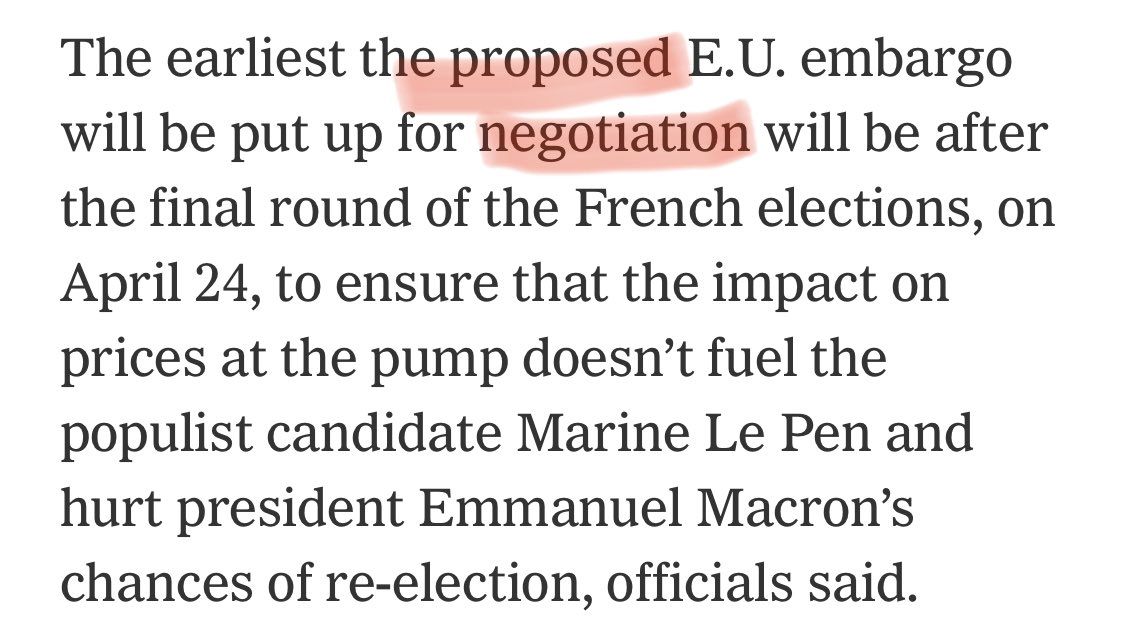 The earliest the proposed E.U. embargo
will be put up for negotiation will be after
the final round of the French elections, on
April 24, to ensure that the impact on
prices at the pump doesn’t fuel the
populist candidate Marine Le Pen and
hurt president Emmanuel Macron’s
chances of re-election, officials said.